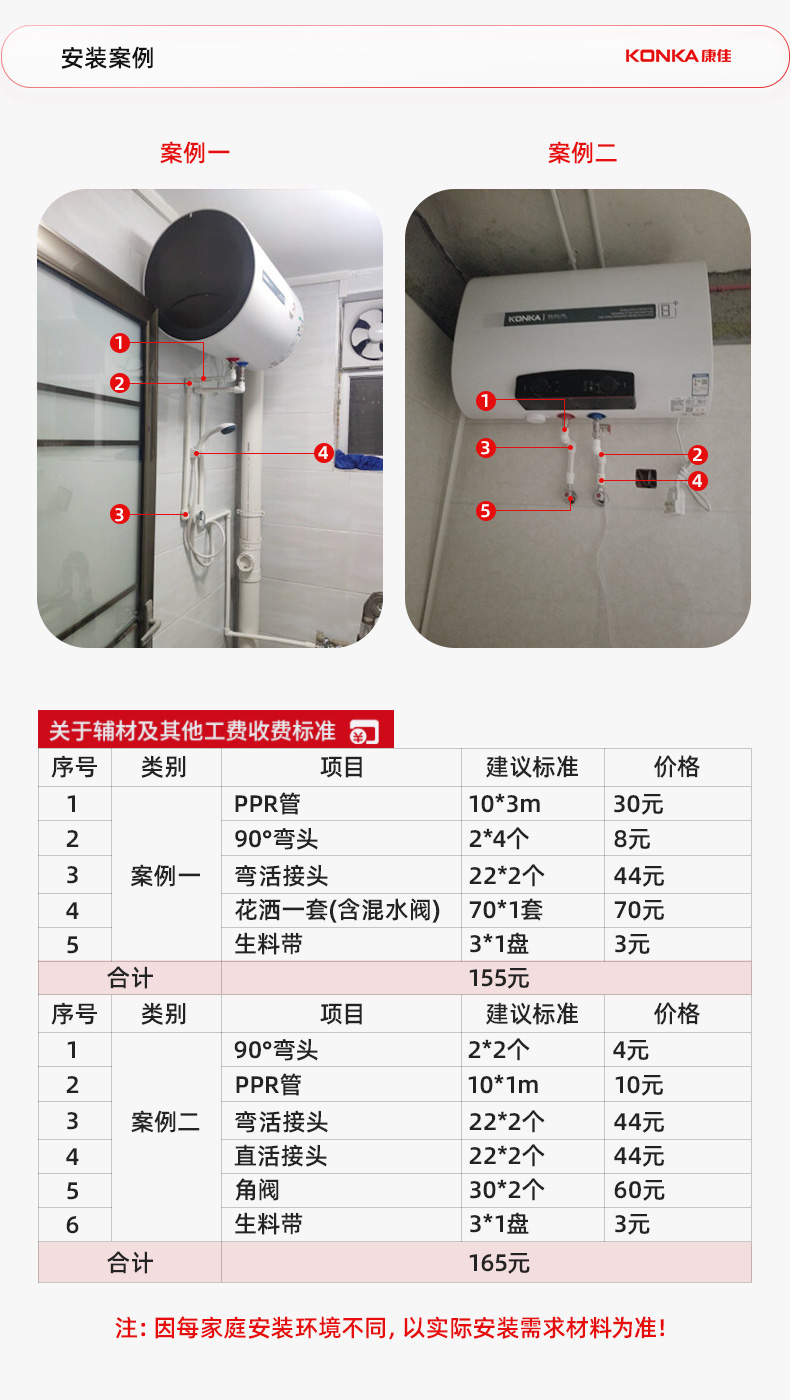 安装案例
KONKA 康佳
案例一
案例二
1
2
3
4
KONKA
1
3
5
2
4
关于辅材及其他工费收费标准
序号 类别 项目 建议标准 价格
1 PPR管 10*3m 30元
2 90°弯头 2*4个 8元
3 案例一 弯活接头 22*2个 44元
4 花洒一套(含混水阀) 70*1套 70元
5 生料带 3*1盘 3元
合计 155元
序号 类别 项目 建议标准 价格
1 90°弯头 2*2个 4元
2 PPR管 10*1m 10元
3 案例二 弯活接头 22*2个 44元
4 直活接头 22*2个 44元
5 角阀 30*2个 60元
6 生料带 3*1盘 3元
合计 165元
注: 因每家庭安装环境不同, 以实际安装需求材料为准!